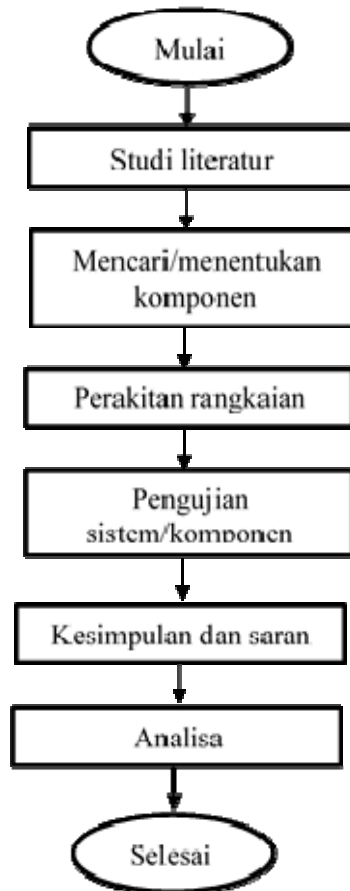 Mulai
Studi literatur
Mencari/menentukan
komponen
Perakitan rangkaian
Pengujian
sistem/komponen
Kesimpulan dan saran
Analisa
Selesai